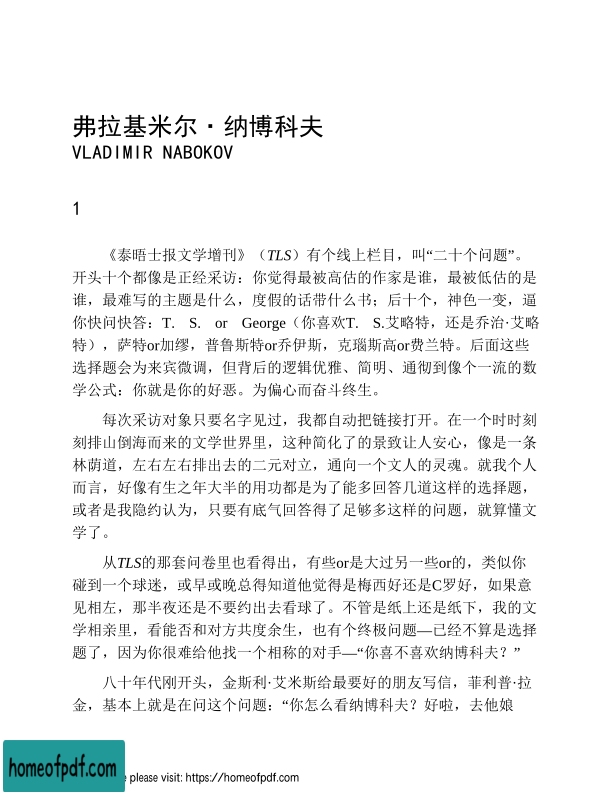 弗拉基米尔·纳博科夫
VLADIMIR NABOKOV
1
《泰晤士报文学增刊》（TLS）有个线上栏目，叫“二十个问题”。
开头十个都像是正经采访：你觉得最被高估的作家是谁，最被低估的是
谁，最难写的主题是什么，度假的话带什么书；后十个，神色一变，逼
你快问快答：T. S. or George（你喜欢T. S.艾略特，还是乔治·艾略
特），萨特or加缪，普鲁斯特or乔伊斯，克瑙斯高or费兰特。后面这些
选择题会为来宾微调，但背后的逻辑优雅、简明、通彻到像个一流的数
学公式：你就是你的好恶。为偏心而奋斗终生。
每次采访对象只要名字见过，我都自动把链接打开。在一个时时刻
刻排山倒海而来的文学世界里，这种简化了的景致让人安心，像是一条
林荫道，左右左右排出去的二元对立，通向一个文人的灵魂。就我个人
而言，好像有生之年大半的用功都是为了能多回答几道这样的选择题，
或者是我隐约认为，只要有底气回答得了足够多这样的问题，就算懂文
学了。
从TLS的那套问卷里也看得出，有些or是大过另一些or的，类似你
碰到一个球迷，或早或晚总得知道他觉得是梅西好还是C罗好，如果意
见相左，那半夜还是不要约出去看球了。不管是纸上还是纸下，我的文
学相亲里，看能否和对方共度余生，也有个终极问题—已经不算是选择
题了，因为你很难给他找一个相称的对手—“你喜不喜欢纳博科夫？”
八十年代刚开头，金斯利·艾米斯给最要好的朋友写信，菲利普·拉
金，基本上就是在问这个问题：“你怎么看纳博科夫？好啦，去他娘
homeofpdf.com
please visit: https://homeofpdf.com